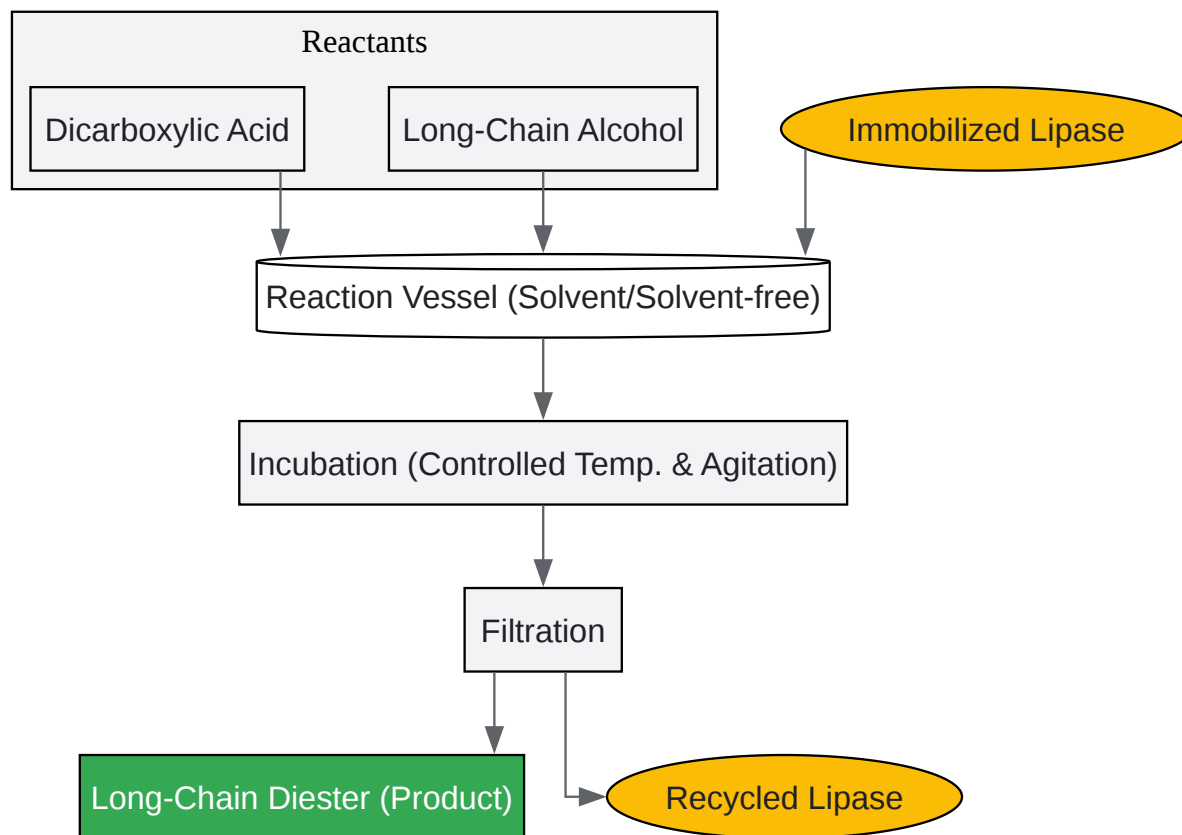 Reactants
Dicarboxylic Acid
Long-Chain Alcohol
Immobilized Lipase
Reaction Vessel (Solvent/Solvent-free)
Incubation (Controlled Temp. & Agitation)
Filtration
Long-Chain Diester (Product)
Recycled Lipase